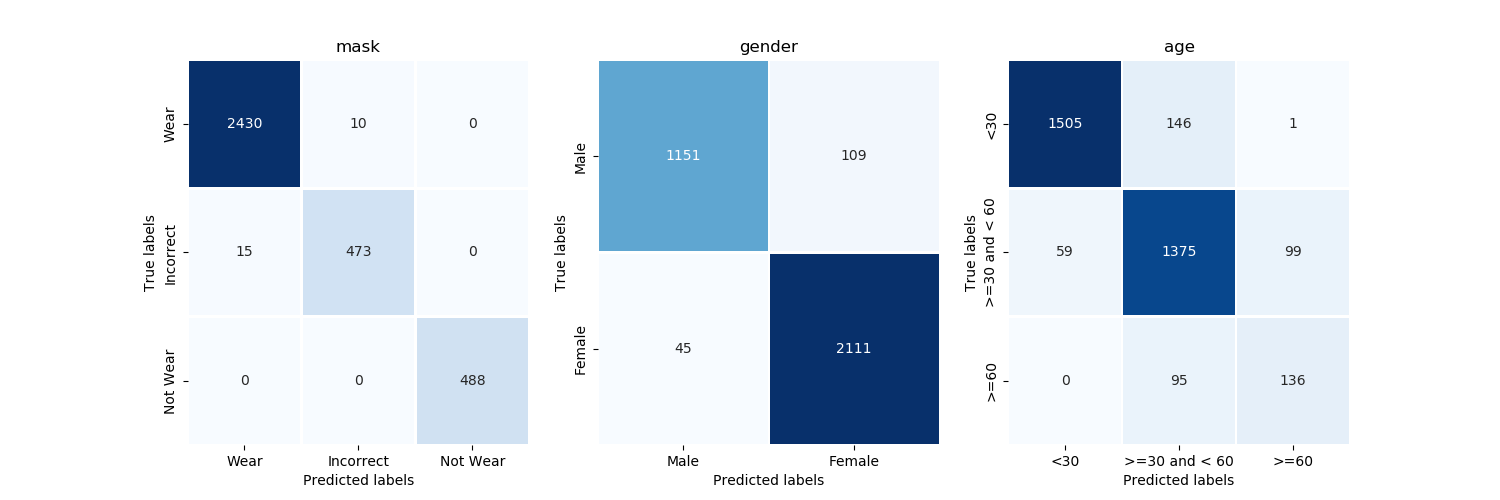 mask
True labels
Wear
Incorrect
Not Wear
2430 10 0
15 473 0
0 0 488
Wear Incorrect Not Wear
Predicted labels
gender
True labels
Male
Female
1151 109
45 2111
Male Female
Predicted labels
age
True labels
<30
>=30 and < 60
>=60
1505 146 1
59 1375 99
0 95 136
<30 >=30 and < 60 >=60
Predicted labels